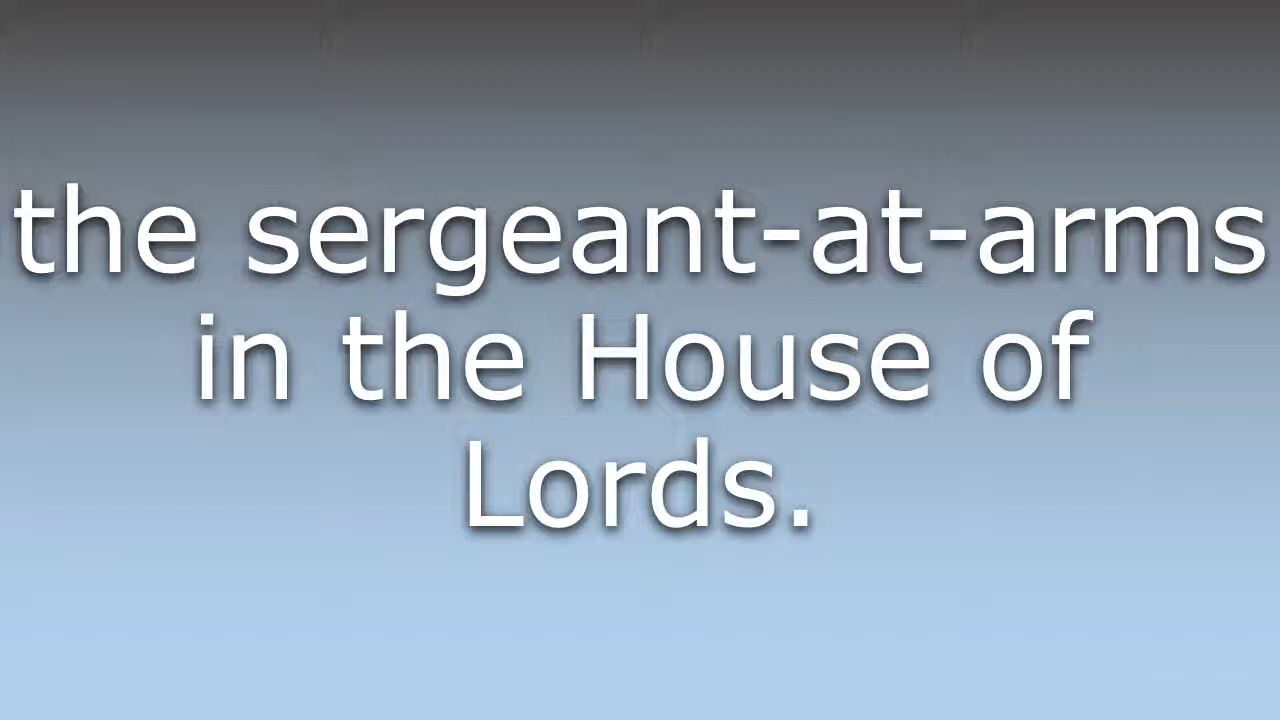 the sergeant-at-arms
in the House of
Lords.